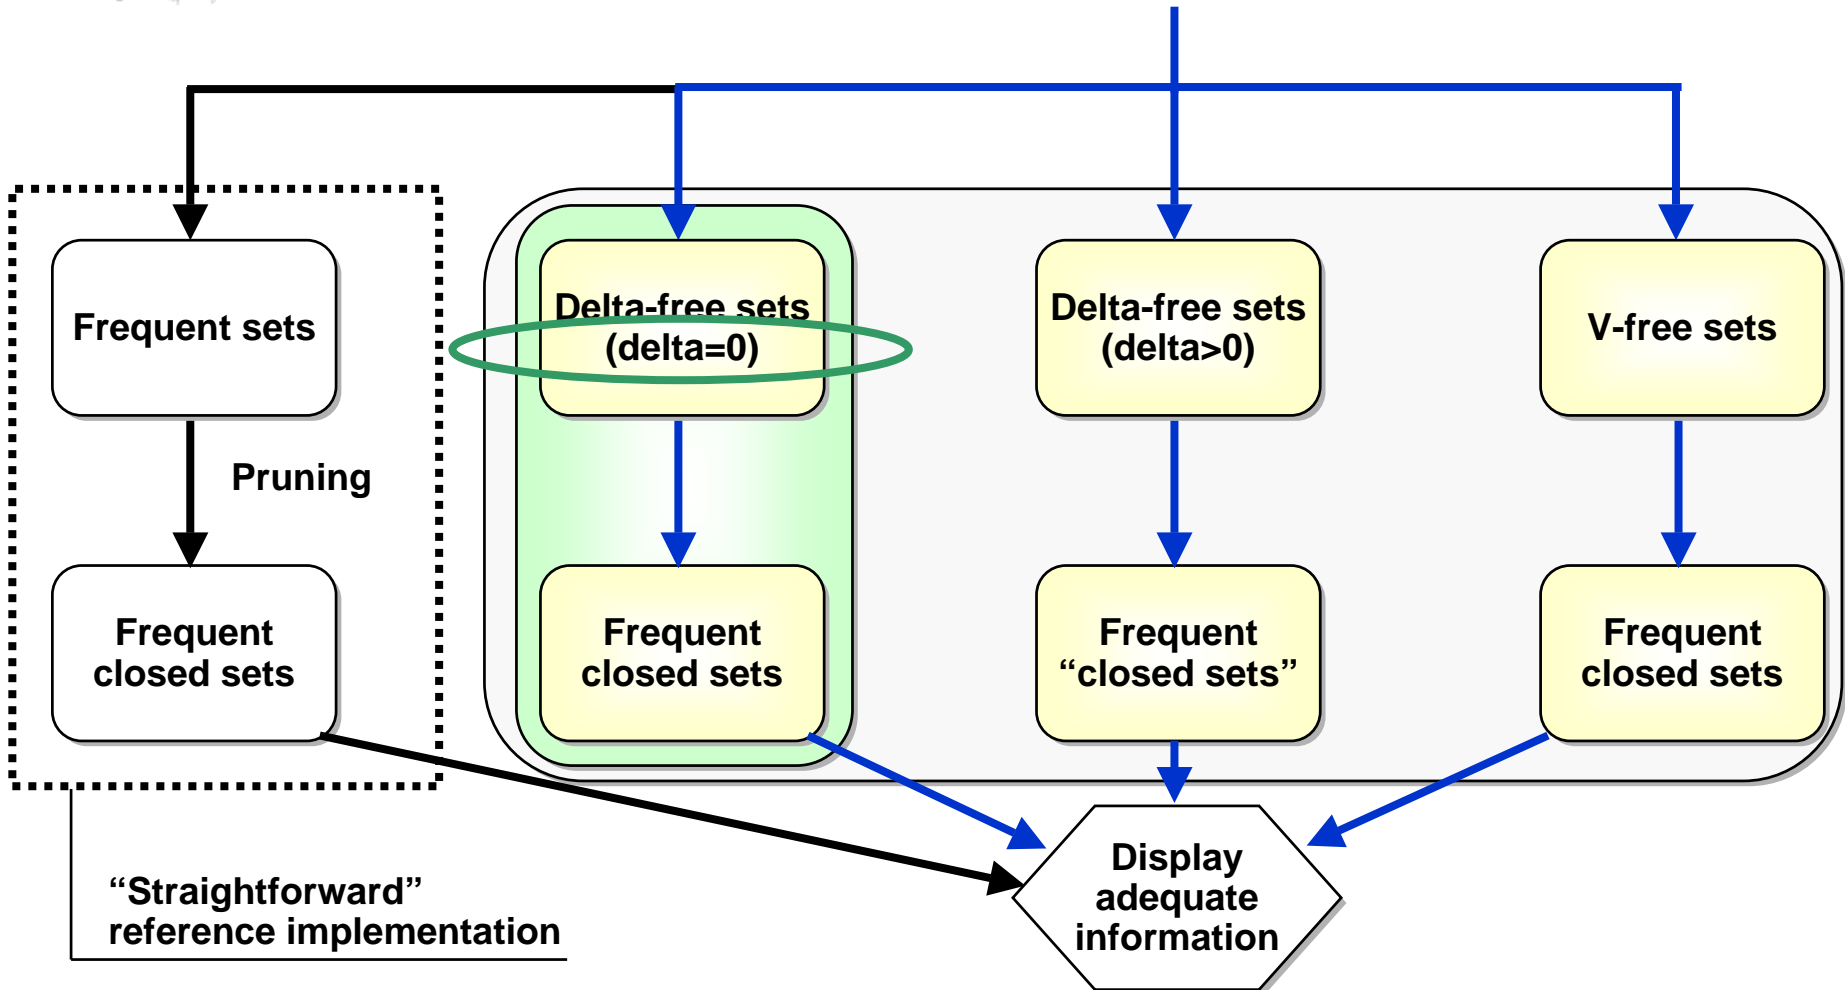 Frequent sets
Delta-free sets
(delta=0)
Delta-free sets
(delta>0)
V-free sets
Pruning
Frequent
closed sets
Frequent
closed sets
Frequent
“closed sets”
Frequent
closed sets
“Straightforward”
reference implementation
Display
adequate
information